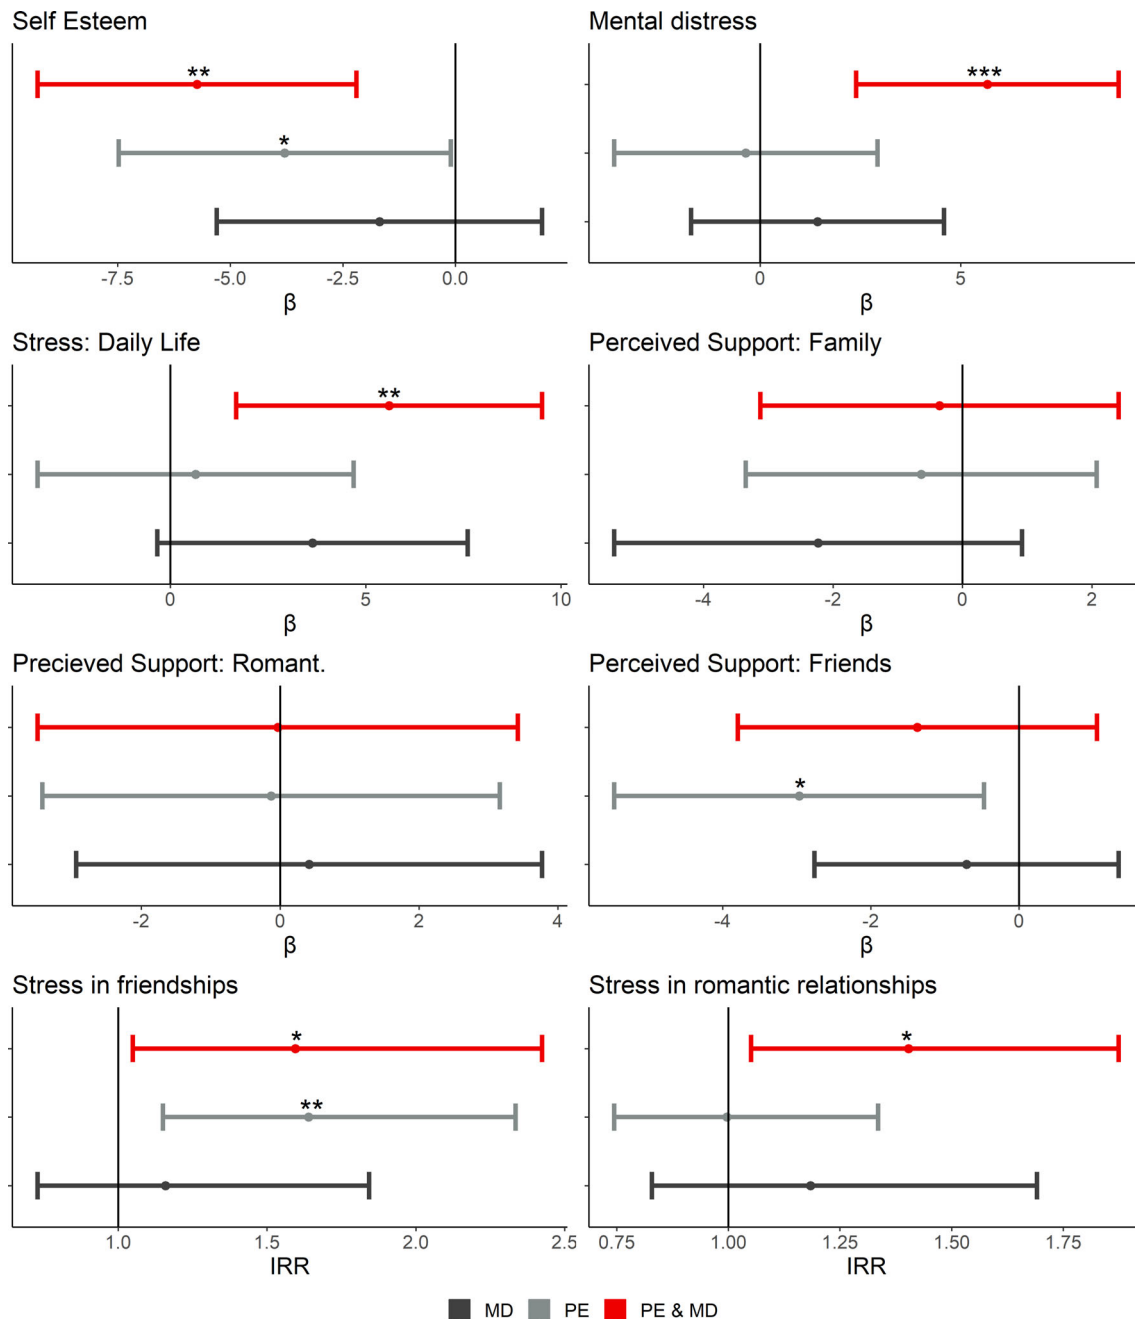 Self Esteem
**
*
-7.5 -5.0 -2.5 0.0
β
Mental distress
***
0 5
β
Stress: Daily Life
**
0 5 10
β
Perceived Support: Family
-4 -2 0 2
β
Precieved Support: Romant.
-2 0 2 4
β
Perceived Support: Friends
*
-4 -2 0
β
Stress in friendships
*
**
1.0 1.5 2.0 2.5
IRR
Stress in romantic relationships
*
0.75 1.00 1.25 1.50 1.75
IRR
MD PE PE & MD